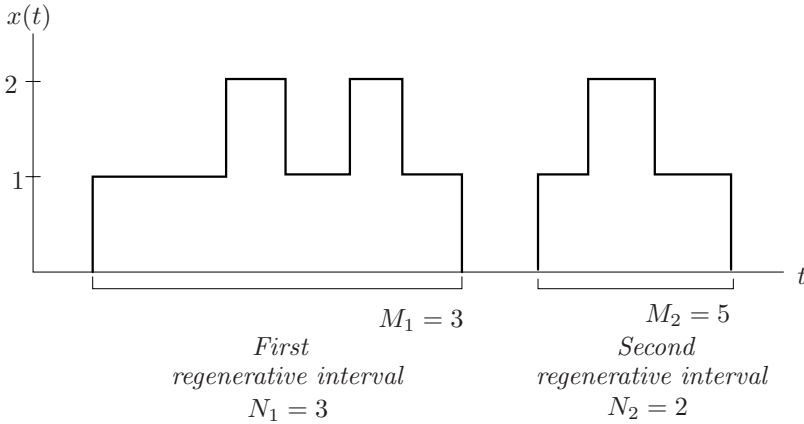 x(t)
2
1
t
M₁ = 3
M₂ = 5
First
regenerative interval
N₁ = 3
Second
regenerative interval
N₂ = 2